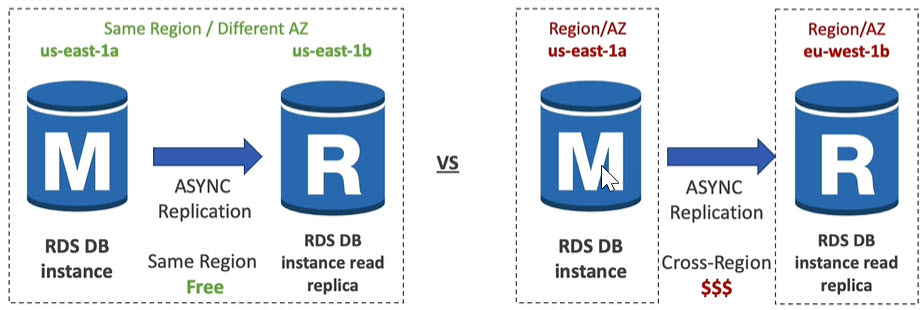 Same Region / Different AZ
us-east-1a
us-east-1b
M
R
ASYNC
Replication
RDS DB
instance
RDS DB
instance read
replica
Same Region
Free
VS
Region/AZ
us-east-1a
Region/AZ
eu-west-1b
M
R
ASYNC
Replication
RDS DB
instance
RDS DB
instance read
replica
Cross-Region
$$$